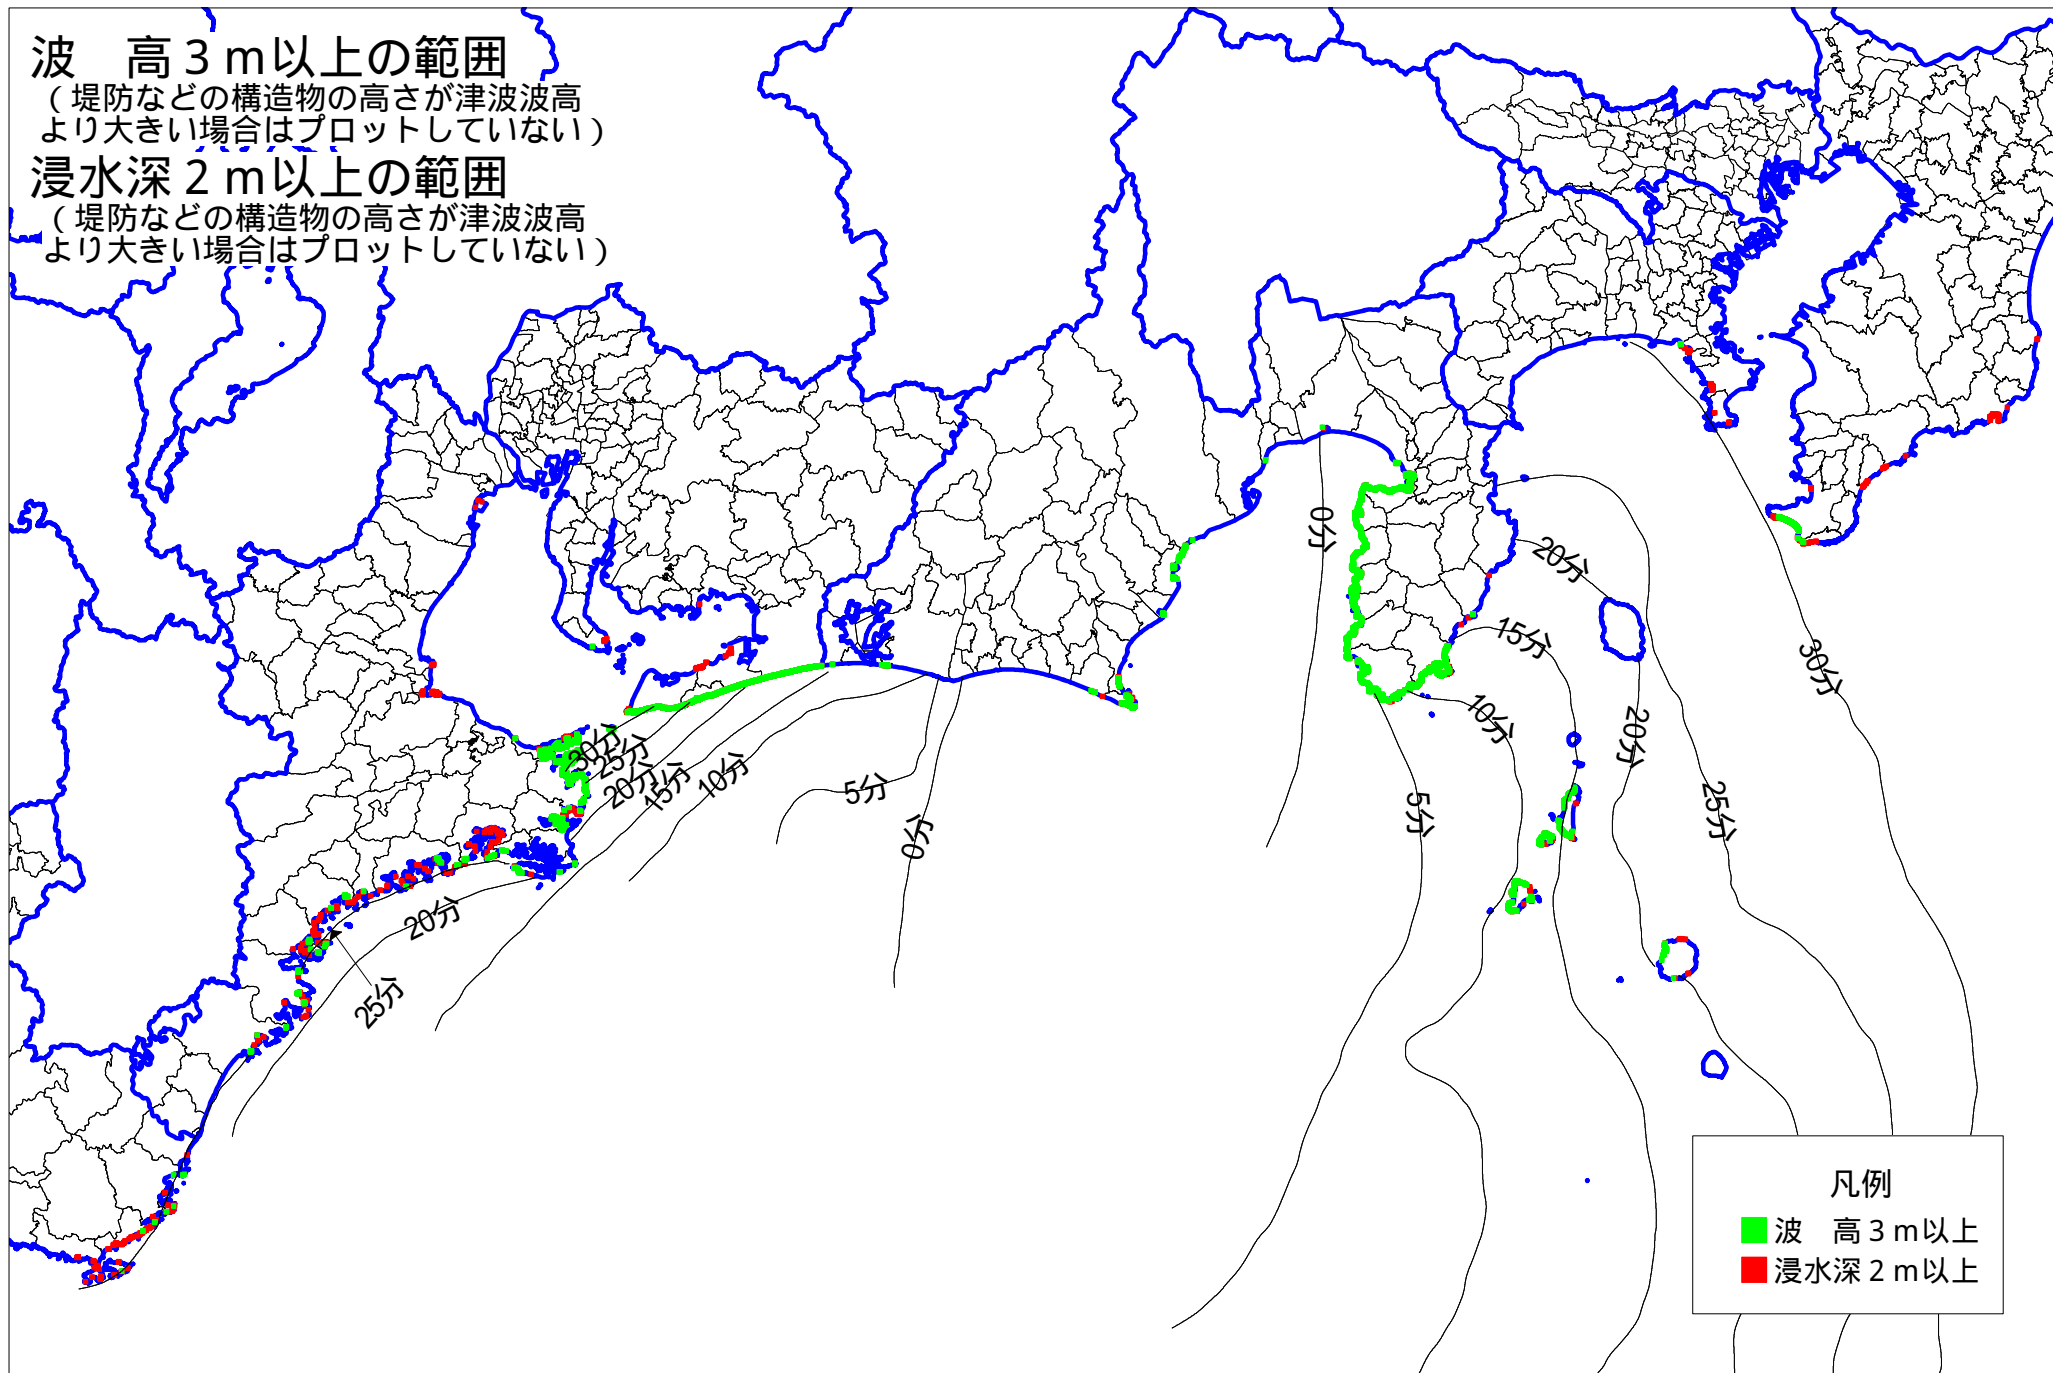 波　高３ｍ以上の範囲
（堤防などの構造物の高さが津波波高
より大きい場合はプロットしていない）
浸水深２ｍ以上の範囲
（堤防などの構造物の高さが津波波高
より大きい場合はプロットしていない）
0分
20分
15分
30分
10分
20分
25分
5分
30分
25分
20分
15分
10分
5分
0分
20分
25分
凡例
波　高３ｍ以上
浸水深２ｍ以上